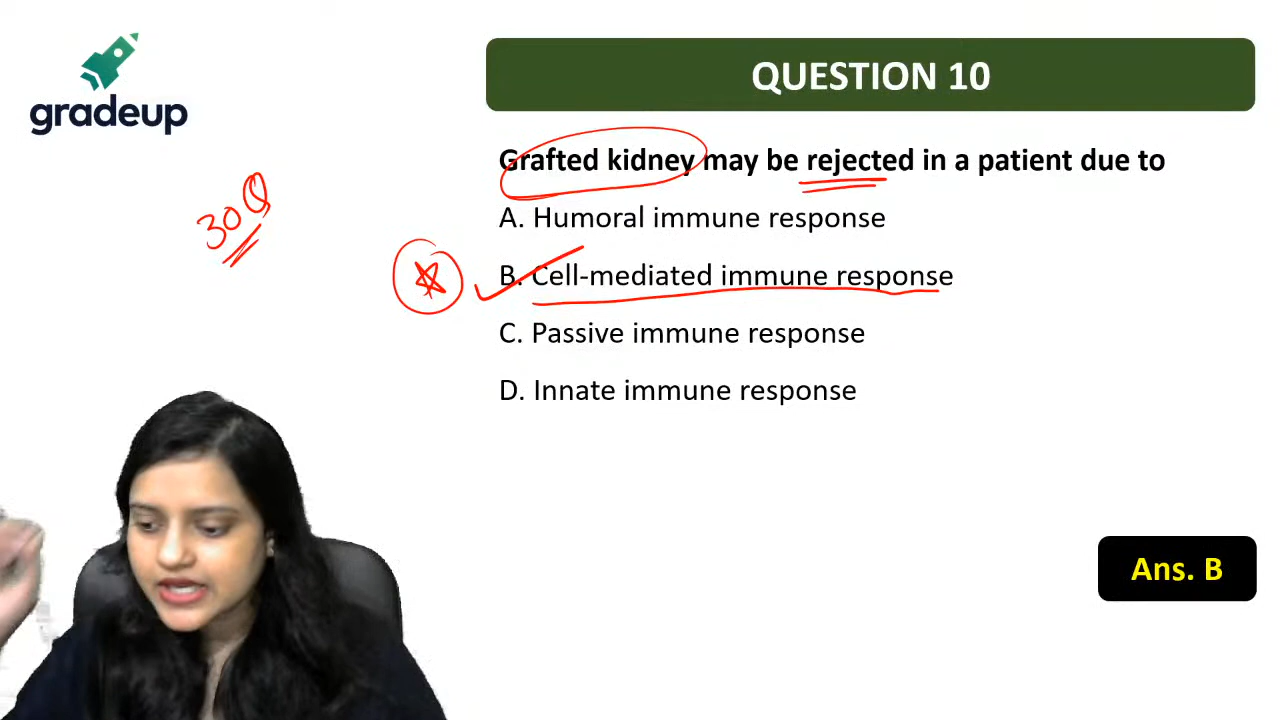 gradeup
QUESTION 10
Grafted kidney may be rejected in a patient due to
30Q
A. Humoral immune response
B. Cell-mediated immune response
C. Passive immune response
D. Innate immune response
Ans. B